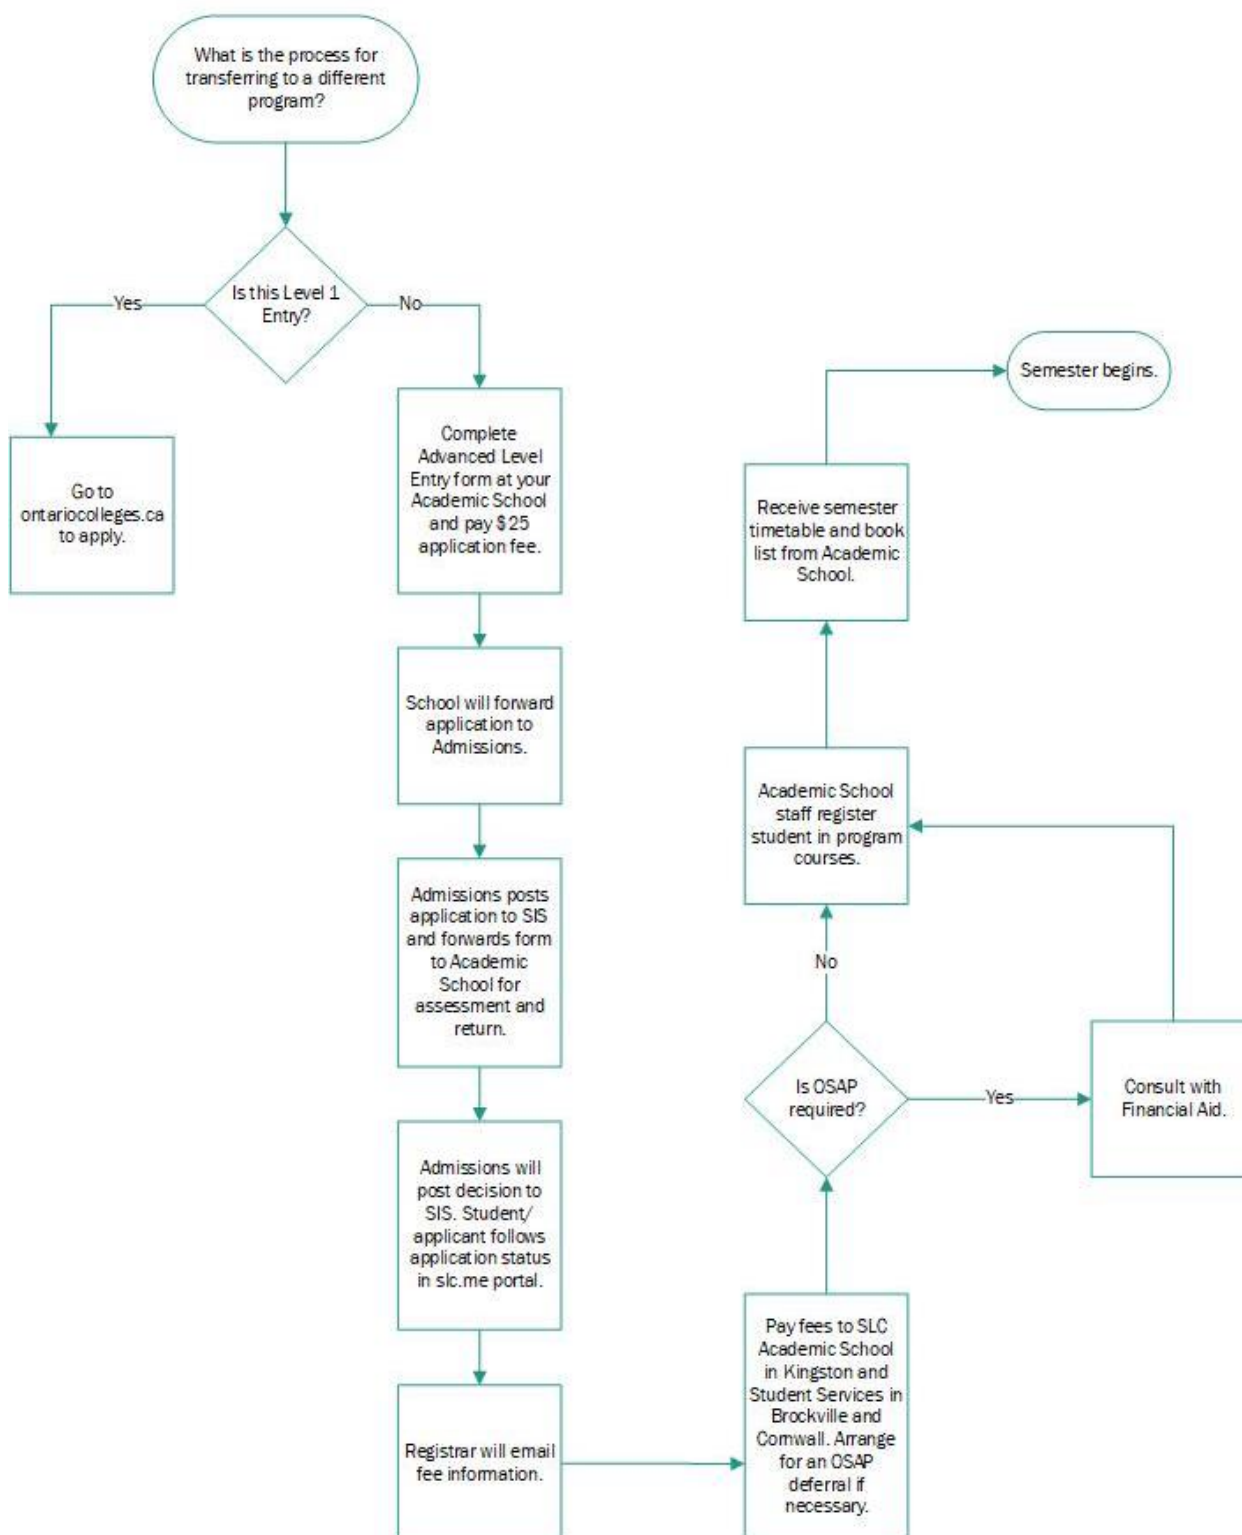 What is the process for
transferring to a different
program?
Is this Level 1
Entry?
Yes
No
Go to
ontariocolleges.ca
to apply.
Complete
Advanced Level
Entry form at your
Academic School
and pay $25
application fee.
School will forward
application to
Admissions.
Admissions posts
application to SIS
and forwards form
to Academic
School for
assessment and
return.
Admissions will
post decision to
SIS. Student/
applicant follows
application status
in slc.me portal.
Registrar will email
fee information.
Pay fees to SLC
Academic School
in Kingston and
Student Services in
Brockville and
Cornwall. Arrange
for an OSAP
deferral if
necessary.
Is OSAP
required?
Yes
Consult with
Financial Aid.
No
Academic School
staff register
student in program
courses.
Receive semester
timetable and book
list from Academic
School.
Semester begins.